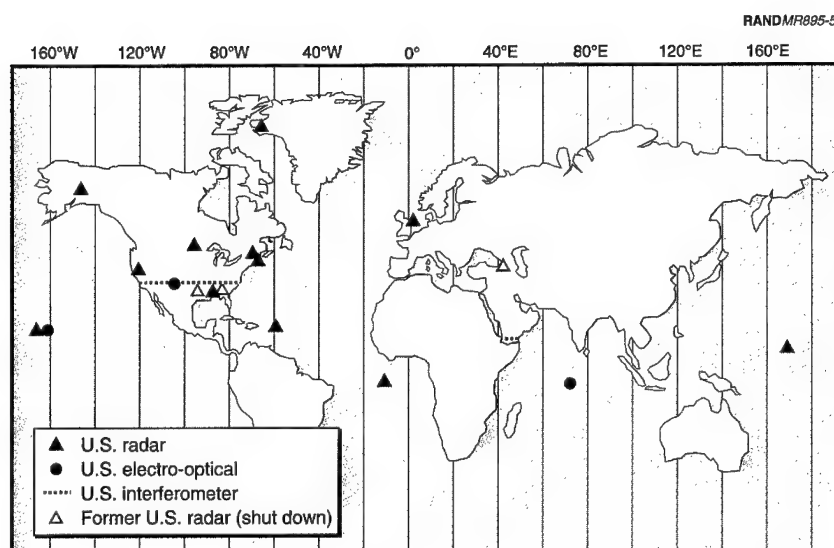 RANDMR895-5
160°W 120°W 80°W 40°W 0° 40°E 80°E 120°E 160°E
U.S. radar
U.S. electro-optical
U.S. interferometer
Former U.S. radar (shut down)